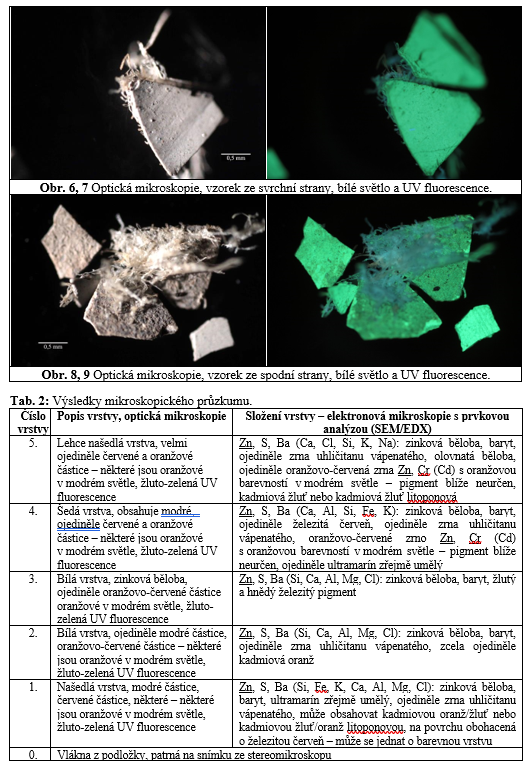 0,5 mm
Obr. 6, 7 Optická mikroskopie, vzorek ze svrchní strany, bílé světlo a UV fluorescence.
0,5 mm
Obr. 8, 9 Optická mikroskopie, vzorek ze spodní strany, bílé světlo a UV fluorescence.
Tab. 2: Výsledky mikroskopického průzkumu.
Číslo vrstvy
Popis vrstvy, optická mikroskopie
Složení vrstvy – elektronová mikroskopie s prvkovou
analýzou (SEM/EDX)
5.
Lehce našedlá vrstva, velmi
ojediněle červené a oranžové
částice – některé jsou oranžové
v modrém světle, žluto-zelená UV
fluorescence
Zn, S, Ba (Ca, Cl, Si, K, Na): zinková běloba, baryt,
ojediněle zrna uhličitanu vápenatého, olovnatá běloba,
ojediněle oranžovo-červená zrna Zn, Cr (Cd) s oranžovou
barevností v modrém světle – pigment blíže neurčen,
kadmiová žluť nebo kadmiová žluť litoponová
4.
Šedá vrstva, obsahuje modré,
ojediněle červené a oranžové
částice – některé jsou oranžové
v modrém světle, žluto-zelená UV
fluorescence
Zn, S, Ba (Ca, Al, Si, Fe, K): zinková běloba, baryt,
ojediněle železitá červeň, ojediněle zrna uhličitanu
vápenatého, oranžovo-červené zrno Zn, Cr (Cd)
s oranžovou barevností v modrém světle – pigment blíže
neurčen, ojediněle ultramarín zřejmě umělý
3.
Bílá vrstva, zinková běloba,
ojediněle oranžovo-červené částice
oranžové v modrém světle, žluto-
zelená UV fluorescence
Zn, S, Ba (Si, Ca, Al, Mg, Cl): zinková běloba, baryt, žlutý
a hnědý železitý pigment
2.
Bílá vrstva, ojediněle modré částice,
oranžovo-červené částice – některé
jsou oranžové v modrém světle,
žluto-zelená UV fluorescence
Zn, S, Ba (Si, Ca, Al, Mg, Cl): zinková běloba, baryt,
ojediněle zrna uhličitanu vápenatého, zcela ojediněle
kadmiová oranž
1.
Našedlá vrstva, modré částice,
červené částice, některé – některé
jsou oranžové v modrém světle,
žluto-zelená UV fluorescence
Zn, S, Ba (Si, Fe, K, Ca, Al, Mg, Cl): zinková běloba,
baryt, ultramarín zřejmě umělý, ojediněle zrna uhličitanu
vápenatého, může obsahovat kadmiovou oranž/žluť nebo
kadmiovou žluť/oranž litoponovou, na povrchu obohacená
o železitou červeň – může se jednat o barevnou vrstvu
0.
Vlákna z podložky, patrná na snímku ze stereomikroskopu